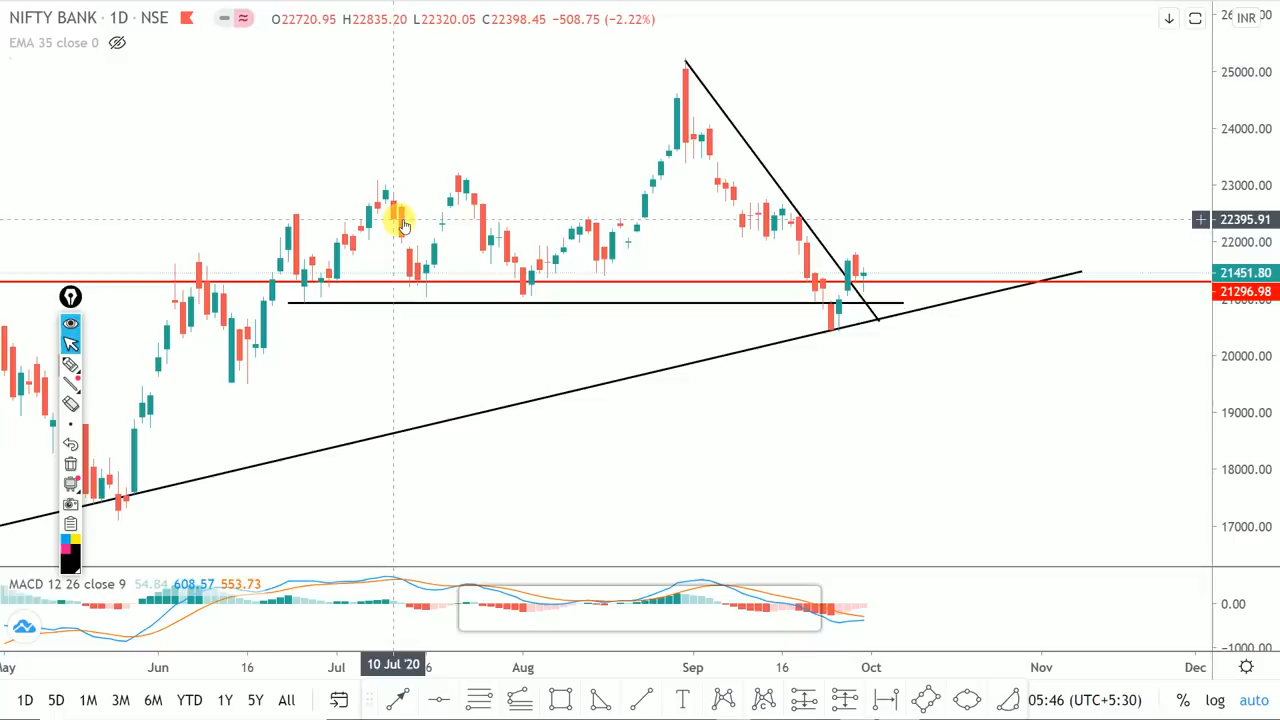 NIFTY BANK · 1D · NSE O22720.95 H22835.20 L22320.05 C22398.45 −508.75 (−2.22%)
INR
EMA 35 close 0
25000.00
24000.00
23000.00
22395.91
22000.00
21451.80
21296.98
20000.00
19000.00
18000.00
17000.00
MACD 12 26 close 9 54.84 608.57 553.73
0.00
-1000.00
Jun 16 Jul 10 Jul '20 Aug Sep 16 Oct Nov Dec
1D 5D 1M 3M 6M YTD 1Y 5Y All 05:46 (UTC+5:30) % log auto